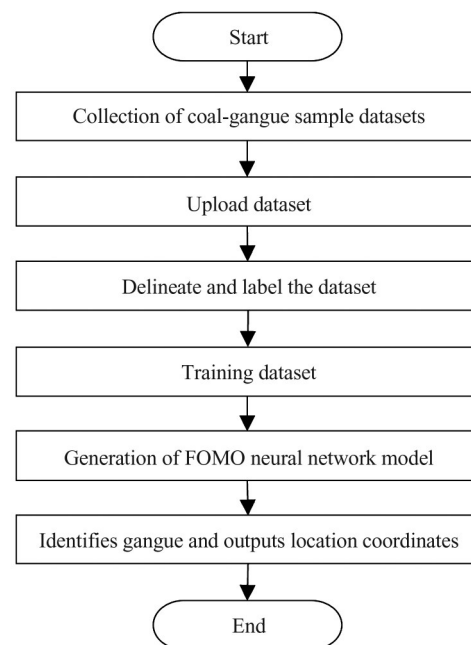 Start
Collection of coal-gangue sample datasets
Upload dataset
Delineate and label the dataset
Training dataset
Generation of FOMO neural network model
Identifies gangue and outputs location coordinates
End